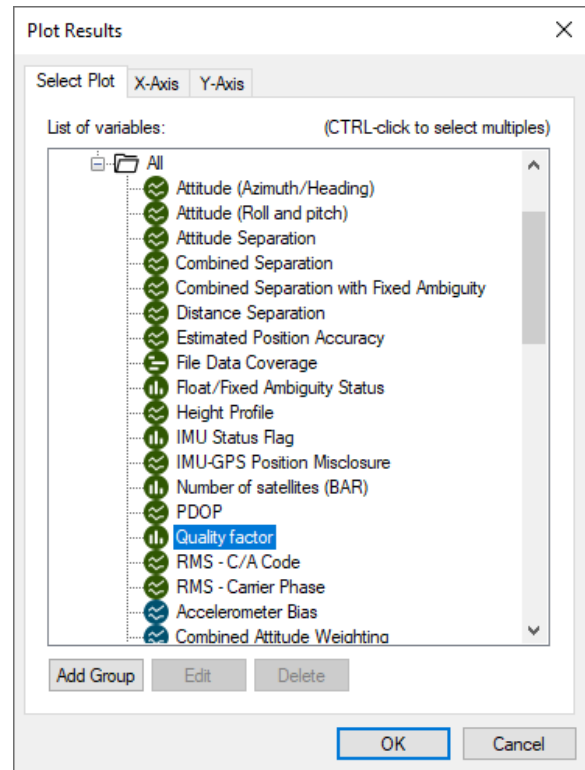 Plot Results
Select Plot X-Axis Y-Axis
List of variables: (CTRL-click to select multiples)
All
Attitude (Azimuth/Heading)
Attitude (Roll and pitch)
Attitude Separation
Combined Separation
Combined Separation with Fixed Ambiguity
Distance Separation
Estimated Position Accuracy
File Data Coverage
Float/Fixed Ambiguity Status
Height Profile
IMU Status Flag
IMU-GPS Position Misclosure
Number of satellites (BAR)
PDOP
Quality factor
RMS - C/A Code
RMS - Carrier Phase
Accelerometer Bias
Combined Attitude Weighting
Add Group Edit Delete
OK Cancel